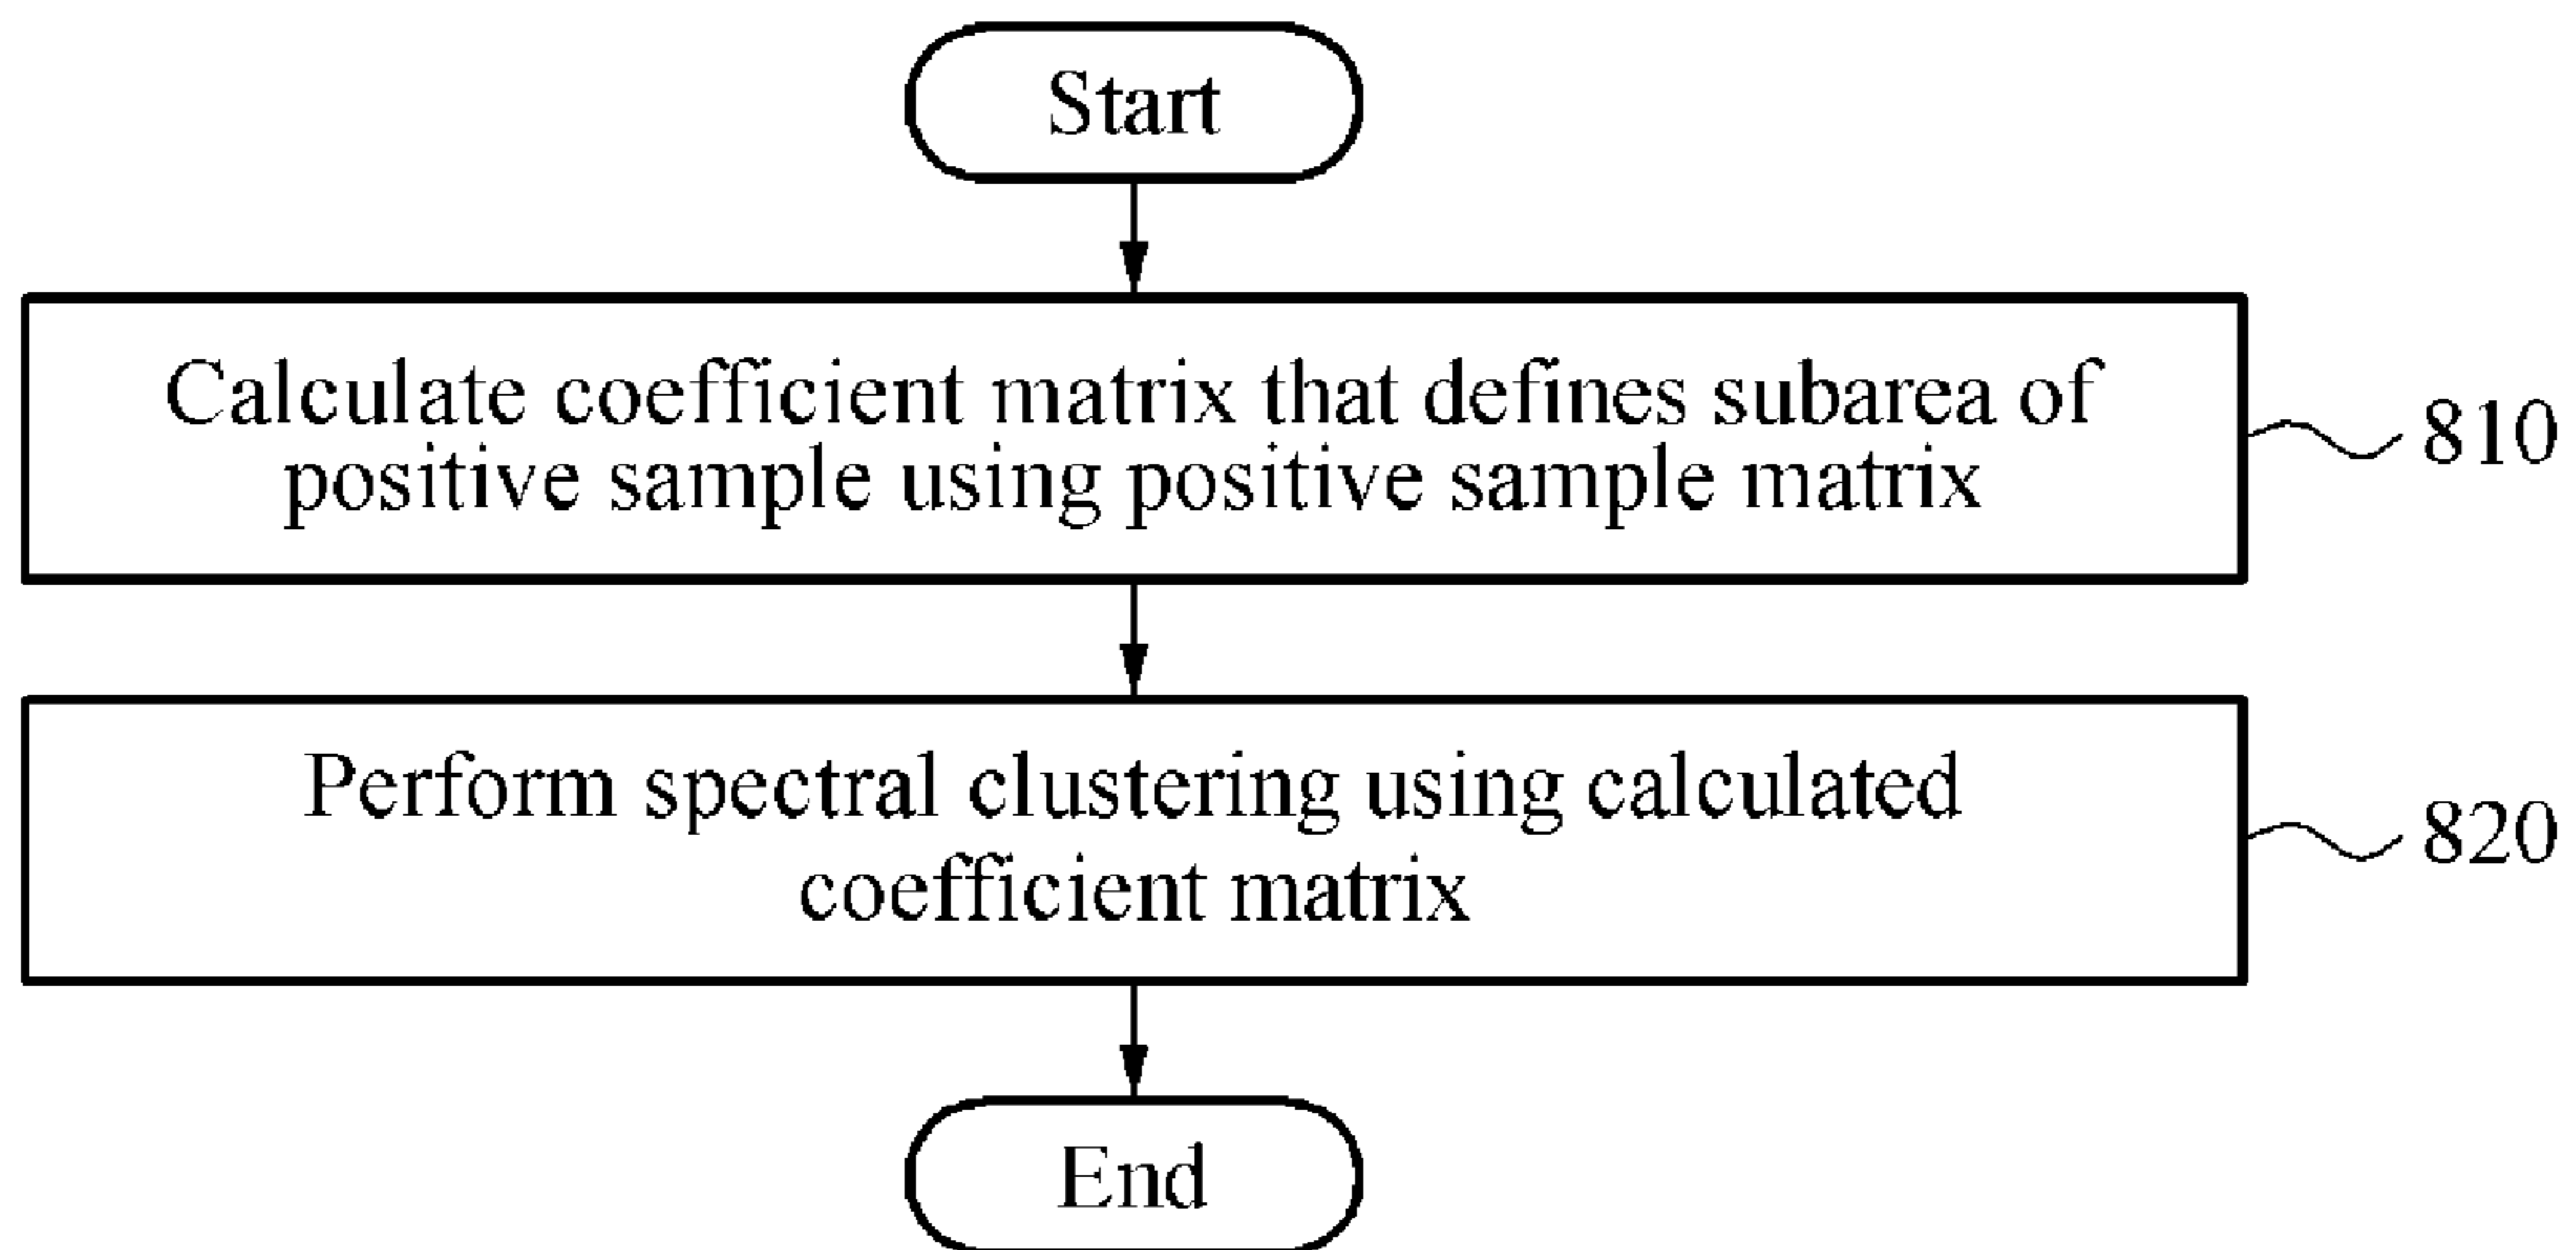 Start
Calculate coefficient matrix that defines subarea of
positive sample using positive sample matrix
810
Perform spectral clustering using calculated
coefficient matrix
820
End